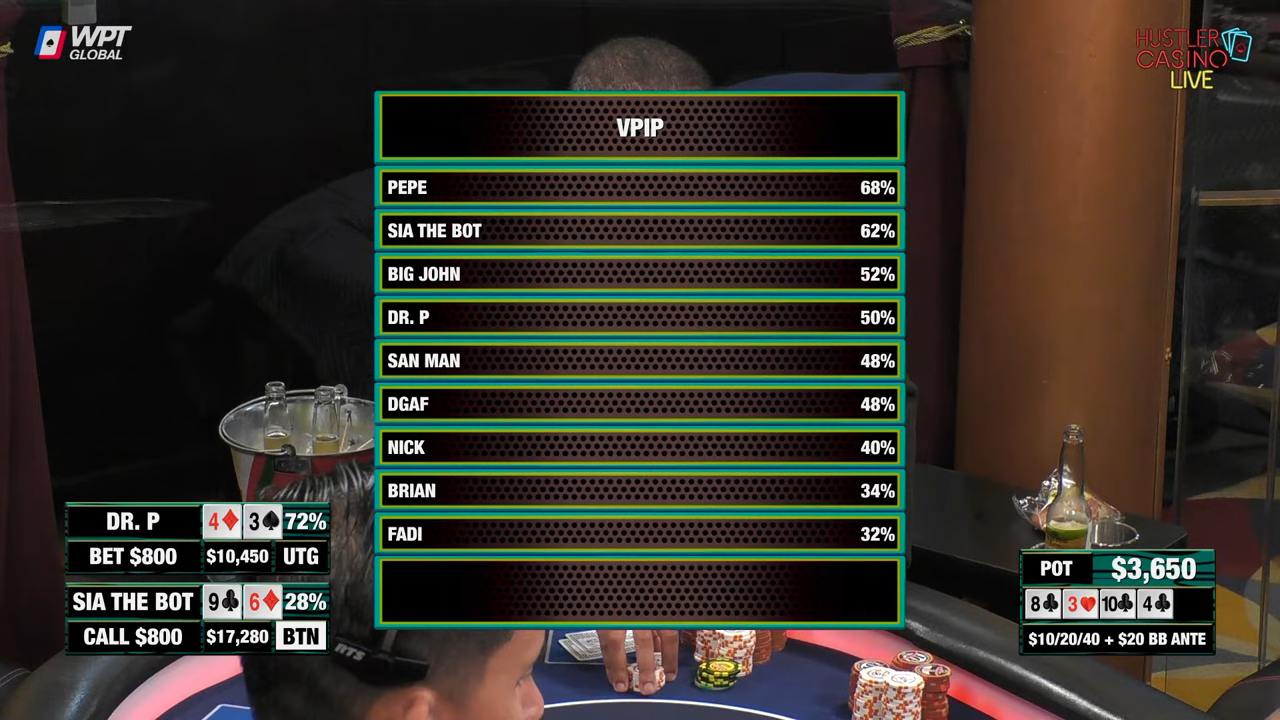 WPT
GLOBAL
HUSTLER
CASINO
LIVE
VPIP
PEPE 68%
SIA THE BOT 62%
BIG JOHN 52%
DR. P 50%
SAN MAN 48%
DGAF 48%
NICK 40%
BRIAN 34%
FADI 32%
DR. P 4♦ 3♠ 72%
BET $800 $10,450 UTG
SIA THE BOT 9♣ 6♦ 28%
CALL $800 $17,280 BTN
RTS
POT $3,650
8♣ 3♥ 10♣ 4♣
$10/20/40 + $20 BB ANTE